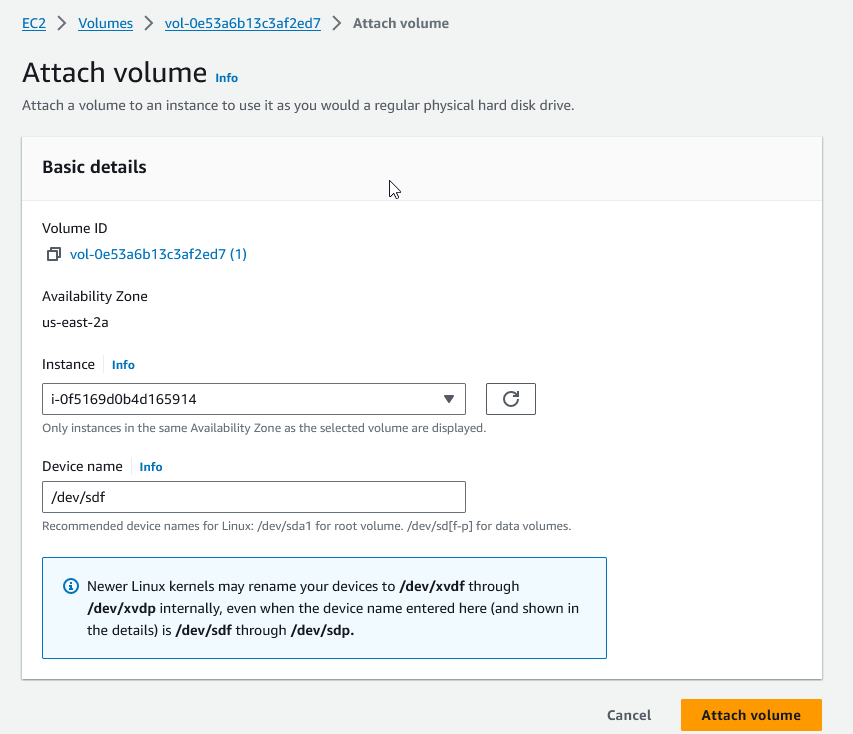 EC2 > Volumes > vol-0e53a6b13c3af2ed7 > Attach volume
Attach volume Info
Attach a volume to an instance to use it as you would a regular physical hard disk drive.
Basic details
Volume ID
vol-0e53a6b13c3af2ed7 (1)
Availability Zone
us-east-2a
Instance Info
i-0f5169d0b4d165914
Only instances in the same Availability Zone as the selected volume are displayed.
Device name Info
/dev/sdf
Recommended device names for Linux: /dev/sda1 for root volume. /dev/sd[f-p] for data volumes.
Newer Linux kernels may rename your devices to /dev/xvdf through
/dev/xvdp internally, even when the device name entered here (and shown in
the details) is /dev/sdf through /dev/sdp.
Cancel Attach volume